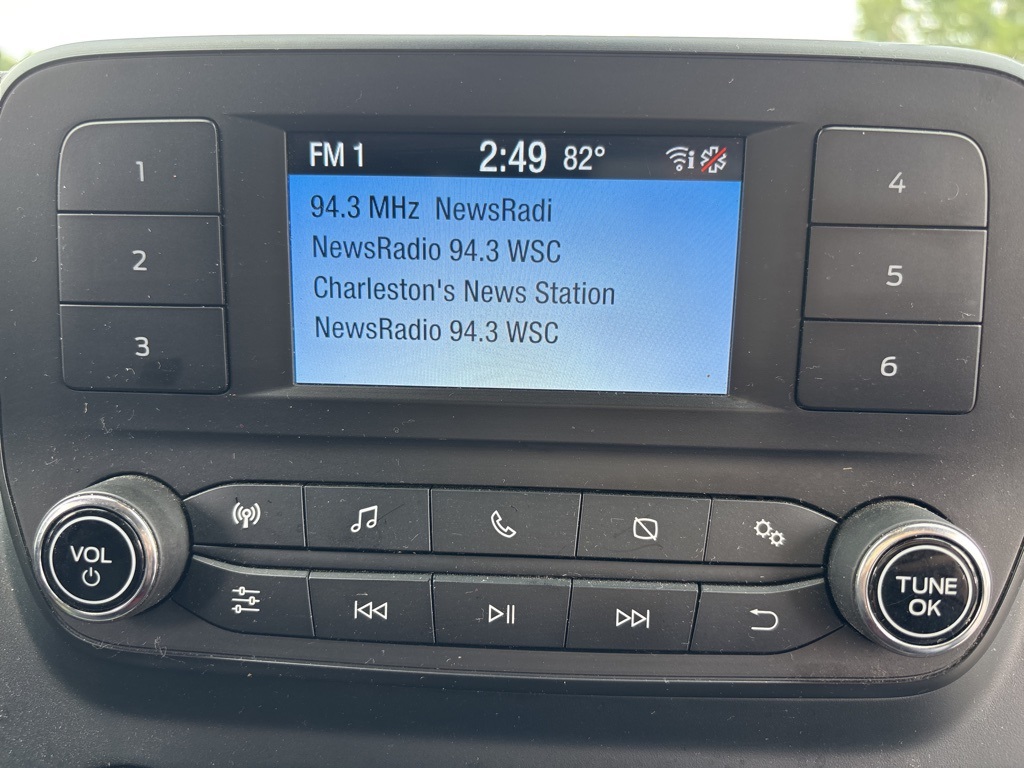 FM 1 2:49 82° i
94.3 MHz NewsRadi
NewsRadio 94.3 WSC
Charleston's News Station
NewsRadio 94.3 WSC
1
2
3
4
5
6
VOL
TUNE
OK